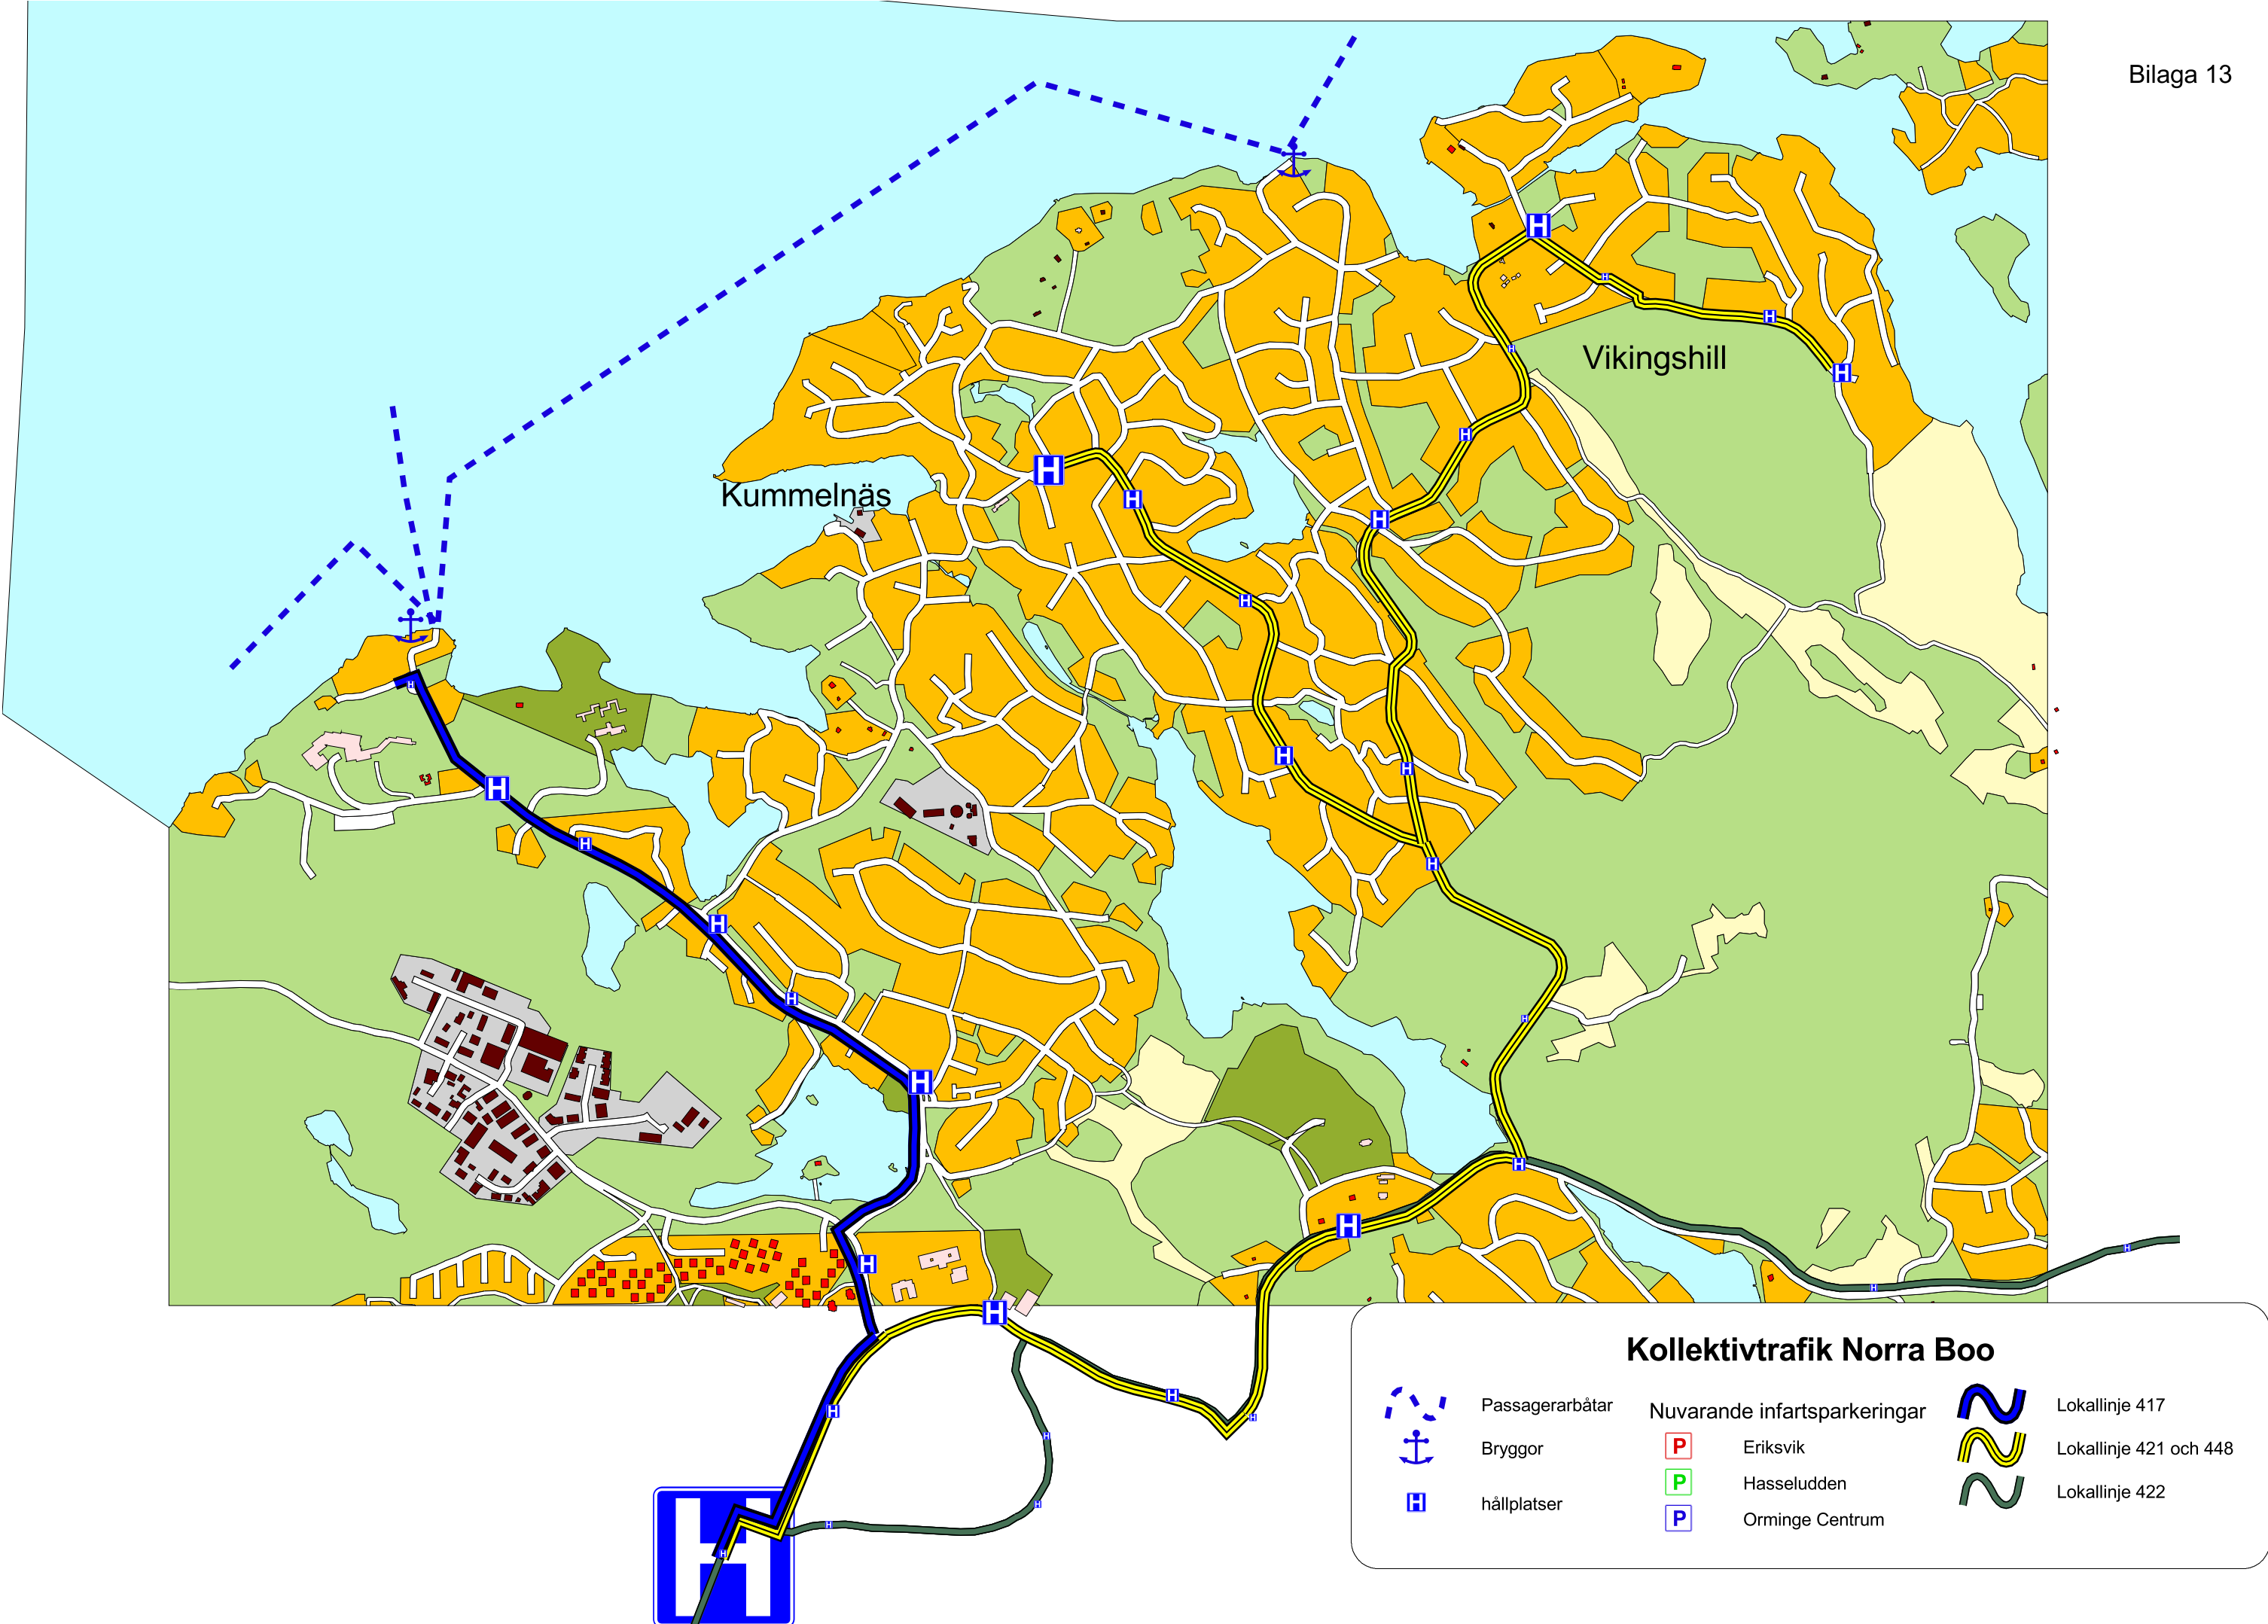 Bilaga 13
Vikingshill
Kummelnäs
Kollektivtrafik Norra Boo
Passagerarbåtar
Bryggor
H hållplatser
Nuvarande infartsparkeringar
P Eriksvik
P Hasseludden
P Orminge Centrum
Lokallinje 417
Lokallinje 421 och 448
Lokallinje 422
H